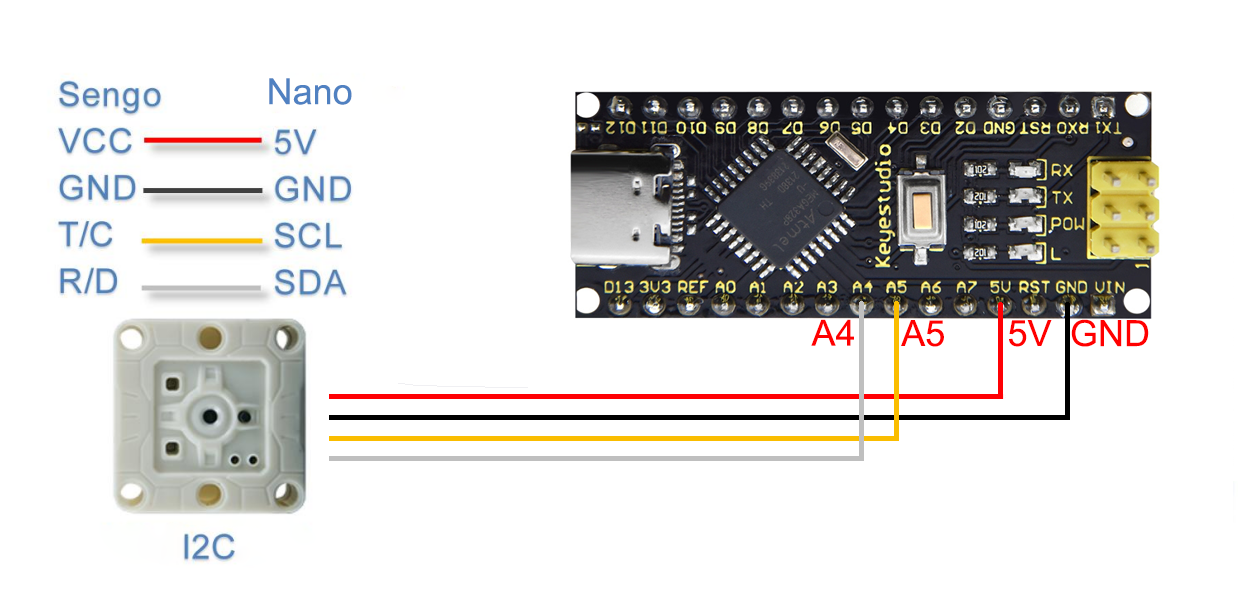 Sengo Nano
VCC 5V
GND GND
T/C SCL
R/D SDA
I2C
D12 D11 D10 D9 D8 D7 D6 D5 D4 D3 D2 GND RST RX0 TX1
RX
TX
POW
L
1
Keyestudio
Atmel
D13 3V3 REF A0 A1 A2 A3 A4 A5 A6 A7 5V RST GND VIN
A4 A5 5V GND